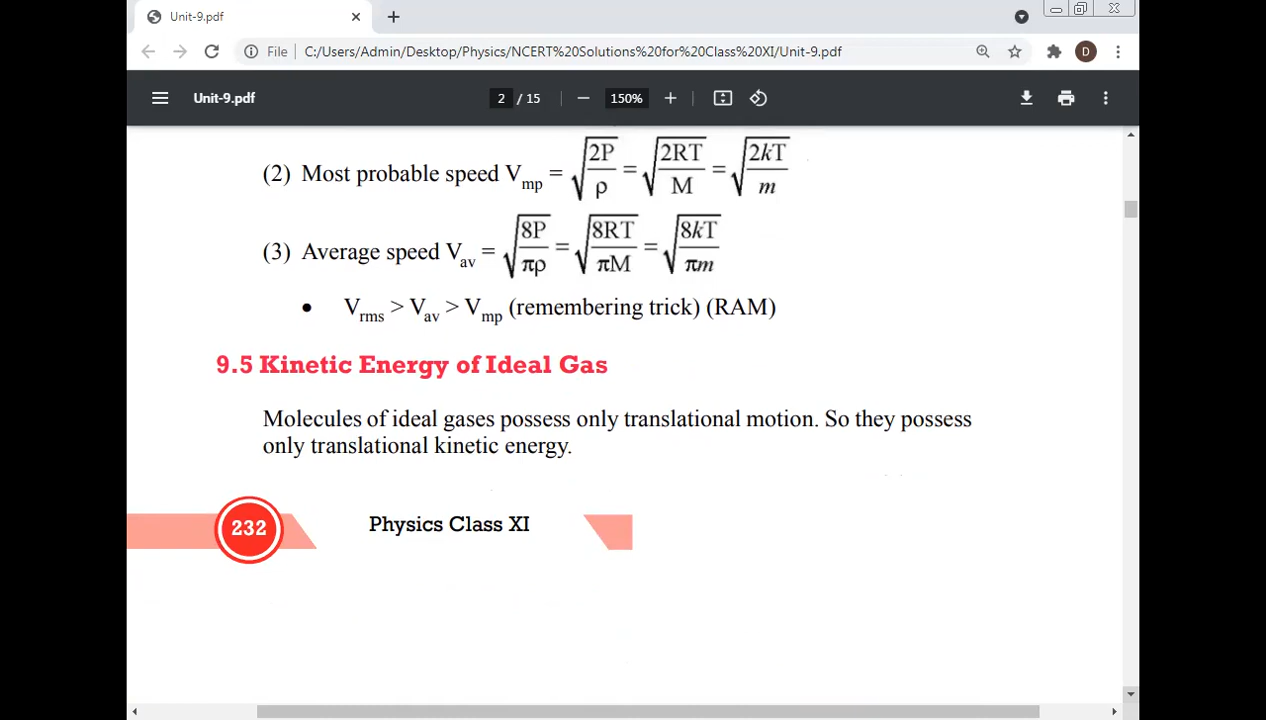 Unit-9.pdf
File C:/Users/Admin/Desktop/Physics/NCERT%20Solutions%20for%20Class%20XI/Unit-9.pdf D
Unit-9.pdf 2 / 15 150%
(2) Most probable speed V_mp = √(2P/ρ) = √(2RT/M) = √(2kT/m)
(3) Average speed V_av = √(8P/πρ) = √(8RT/πM) = √(8kT/πm)
• V_rms > V_av > V_mp (remembering trick) (RAM)
9.5 Kinetic Energy of Ideal Gas
Molecules of ideal gases possess only translational motion. So they possess
only translational kinetic energy.
232 Physics Class XI